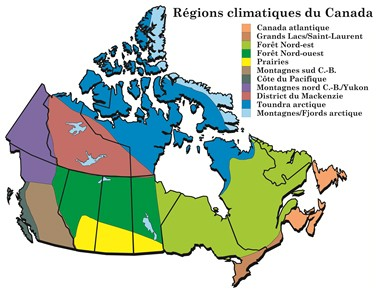 Régions climatiques du Canada
Canada atlantique
Grands Lacs/Saint-Laurent
Forêt Nord-est
Forêt Nord-ouest
Prairies
Montagnes sud C.-B.
Côte du Pacifique
Montagnes nord C.-B./Yukon
District du Mackenzie
Toundra arctique
Montagnes/Fjords arctique